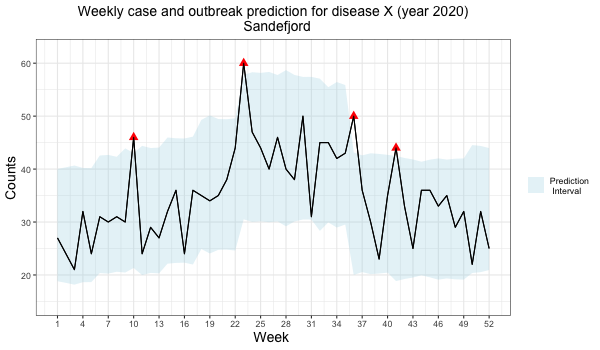 Weekly case and outbreak prediction for disease X (year 2020)
Sandefjord
60
50
40
30
20
Counts
1 4 7 10 13 16 19 22 25 28 31 34 37 40 43 46 49 52
Week
Prediction
Interval